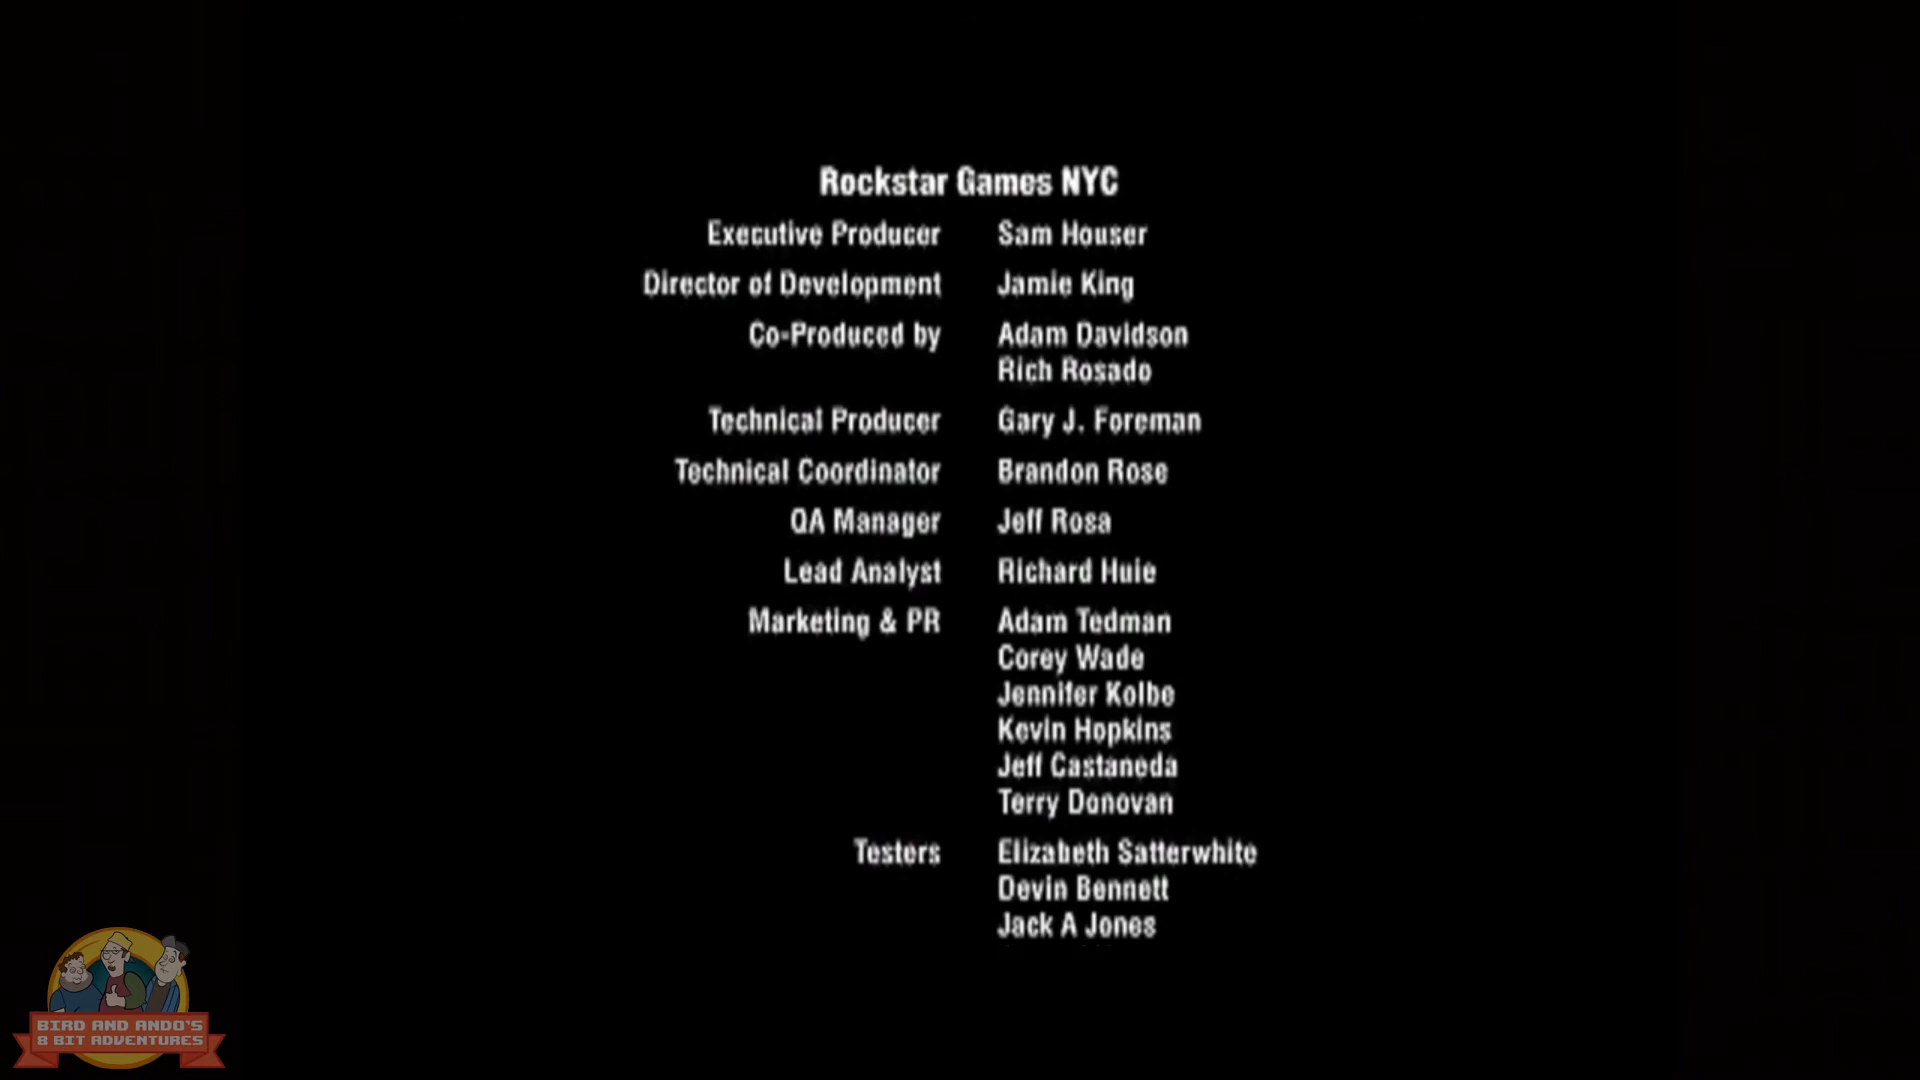 Rockstar Games NYC
Executive Producer Sam Houser
Director of Development Jamie King
Co-Produced by Adam Davidson
Rich Rosado
Technical Producer Gary J. Foreman
Technical Coordinator Brandon Rose
QA Manager Jeff Rosa
Lead Analyst Richard Huie
Marketing & PR Adam Tedman
Corey Wade
Jennifer Kolbe
Kevin Hopkins
Jeff Castaneda
Terry Donovan
Testers Elizabeth Satterwhite
Devin Bennett
Jack A Jones
BIRD AND ANDO'S
8 BIT ADVENTURES